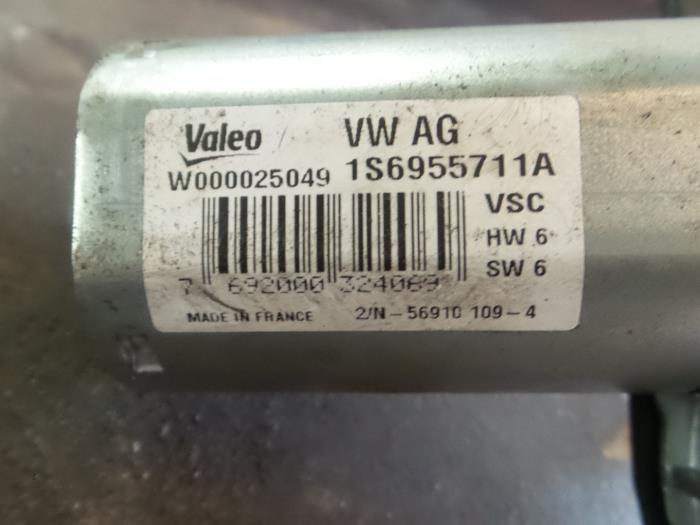 Valeo VW AG
W000025049 1S6955711A
VSC
HW 6
SW 6
7 692000 324089
MADE IN FRANCE 2/N-56910 109-4